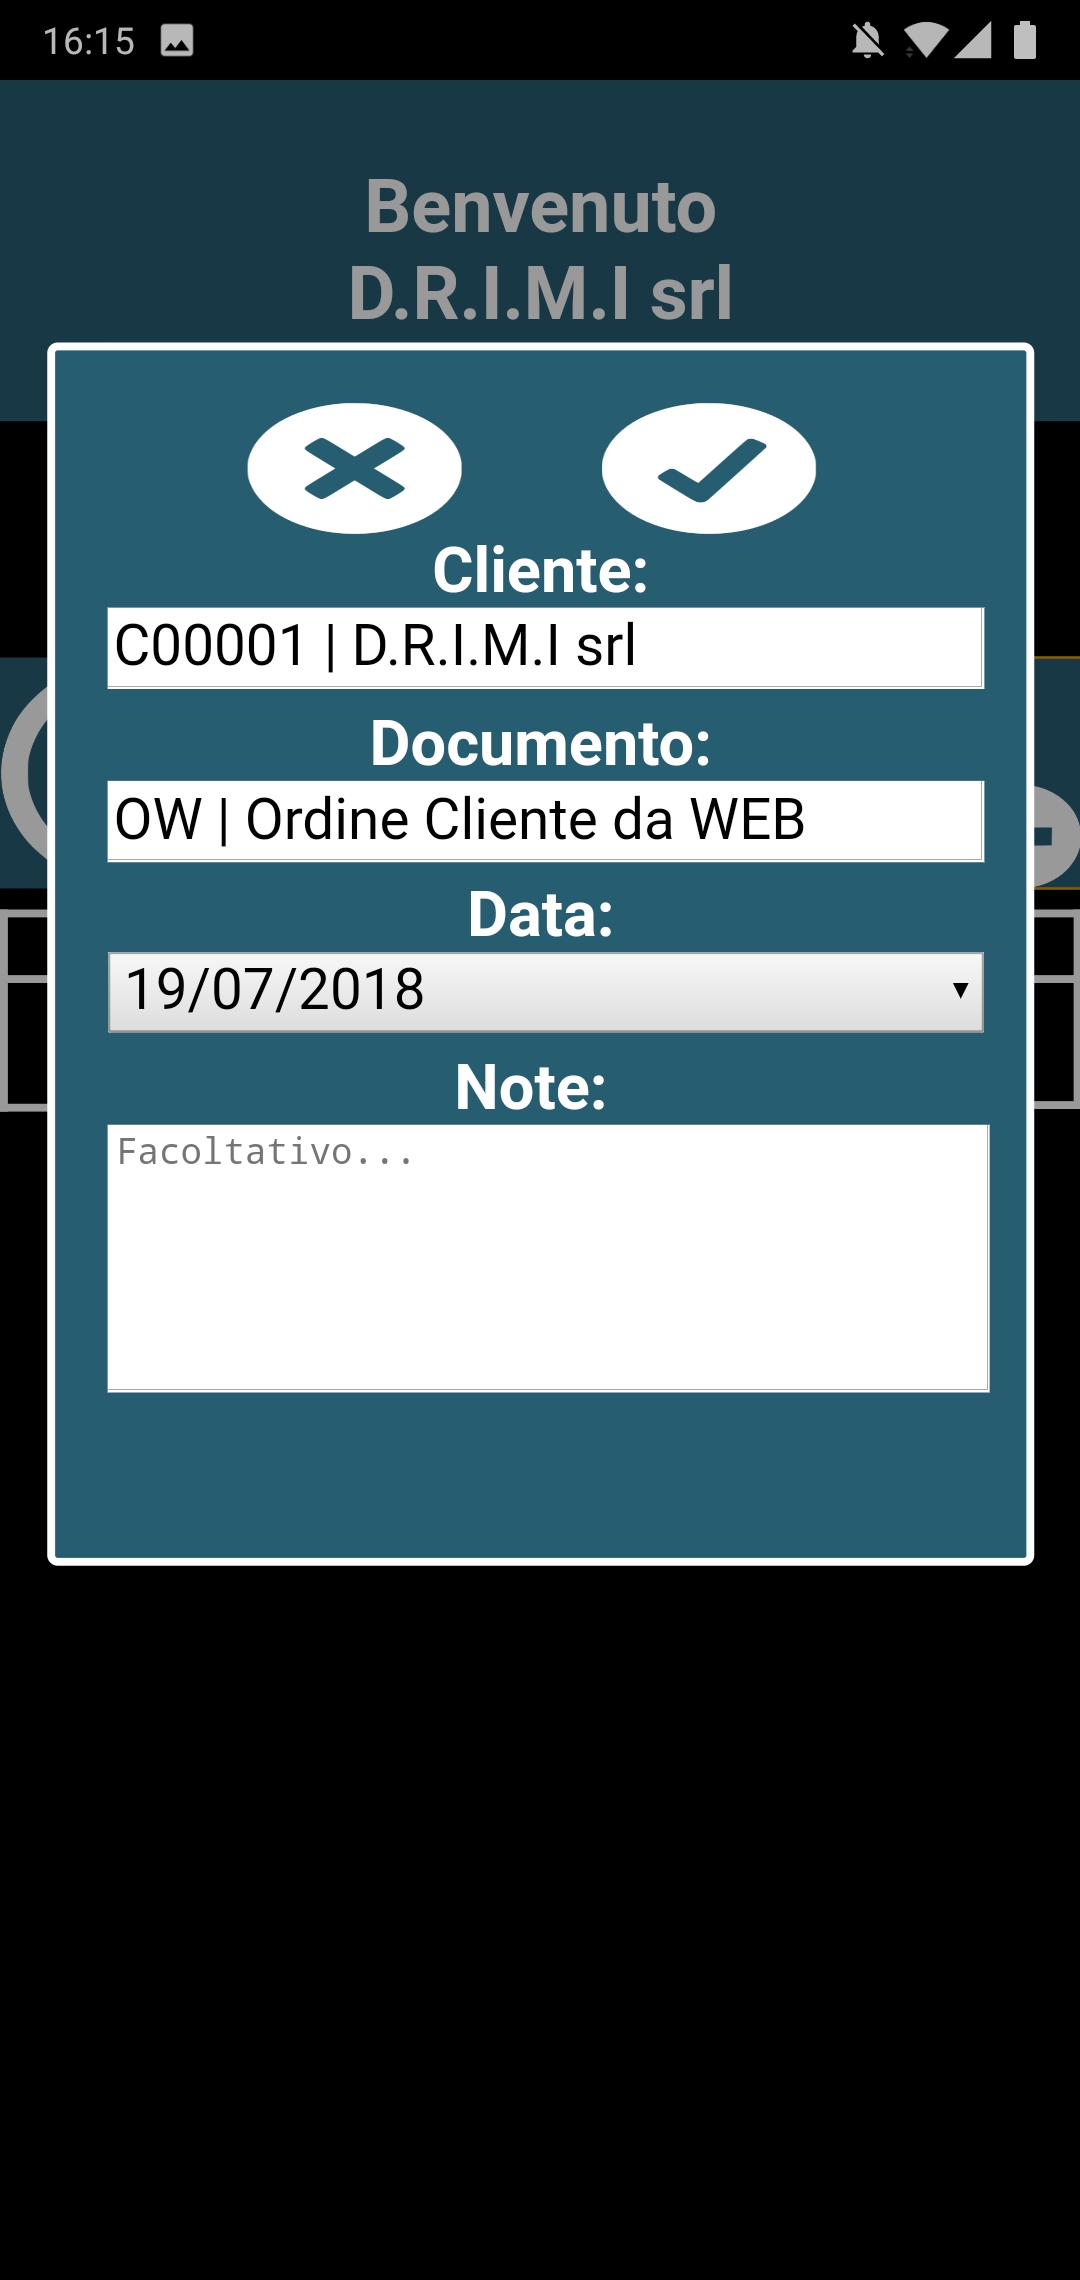 16:15
Benvenuto
D.R.I.M.I srl
Cliente:
C00001 | D.R.I.M.I srl
Documento:
OW | Ordine Cliente da WEB
Data:
19/07/2018
Note:
Facoltativo...